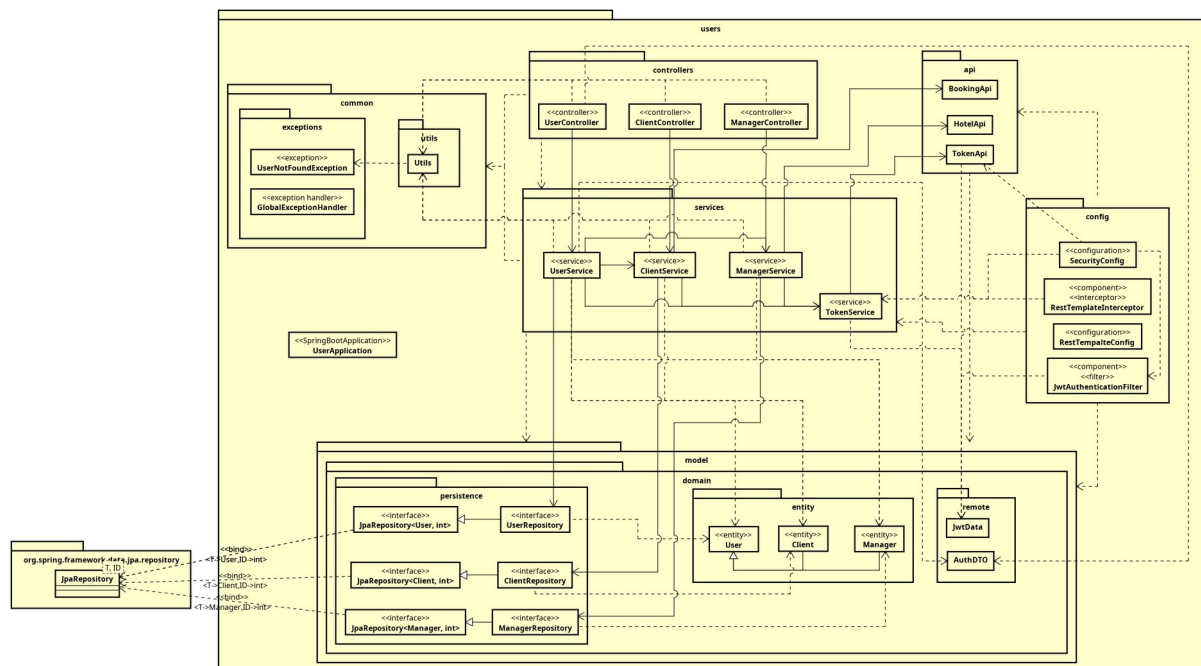 users
controllers
<<controller>>
UserController
<<controller>>
ClientController
<<controller>>
ManagerController
api
BookingApi
HotelApi
TokenApi
common
exceptions
<<exception>>
UserNotFoundException
<<exception handler>>
GlobalExceptionHandler
utils
Utils
services
<<service>>
UserService
<<service>>
ClientService
<<service>>
ManagerService
<<service>>
TokenService
config
<<configuration>>
SecurityConfig
<<component>>
<<interceptor>>
RestTemplateInterceptor
<<configuration>>
RestTempalteConfig
<<component>>
<<filter>>
JwtAuthenticationFilter
<<SpringBootApplication>>
UserApplication
model
domain
persistence
<<interface>>
JpaRepository<User, int>
<<interface>>
UserRepository
<<interface>>
JpaRepository<Client, int>
<<interface>>
ClientRepository
<<interface>>
JpaRepository<Manager, int>
<<interface>>
ManagerRepository
entity
<<entity>>
User
<<entity>>
Client
<<entity>>
Manager
remote
JwtData
AuthDTO
org.spring.framework.data.jpa.repository
T, ID
JpaRepository
<<bind>>
<T->User,ID->int>
<<bind>>
<T->Client,ID->int>
<<bind>>
<T->Manager,ID->int>